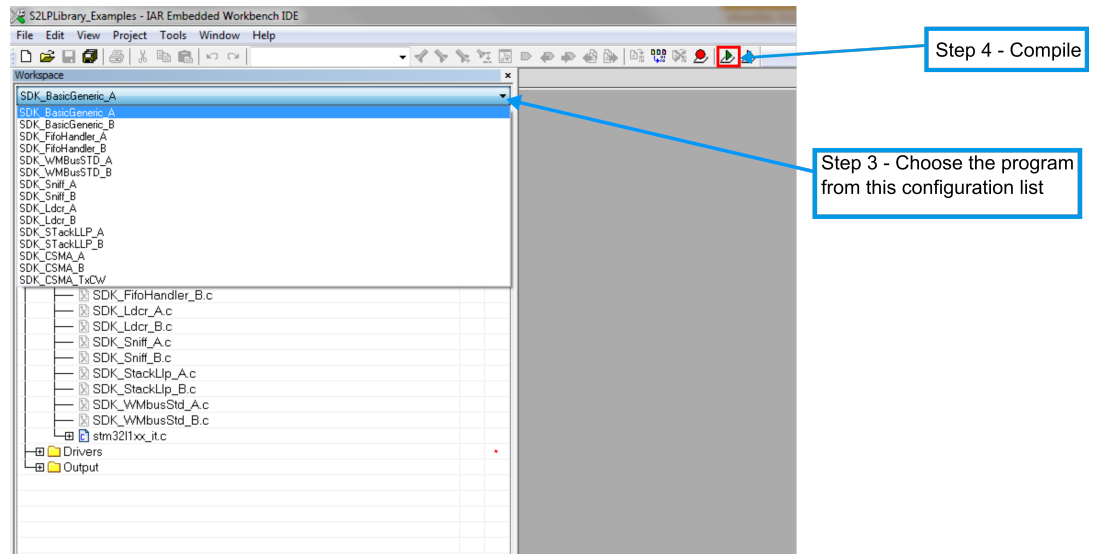 S2LPLibrary_Examples - IAR Embedded Workbench IDE
File Edit View Project Tools Window Help
Step 4 - Compile
Workspace
SDK_BasicGeneric_A
SDK_BasicGeneric_A
SDK_BasicGeneric_B
SDK_FifoHandler_A
SDK_FifoHandler_B
SDK_WMBusSTD_A
SDK_WMBusSTD_B
SDK_Sniff_A
SDK_Sniff_B
SDK_Ldcr_A
SDK_Ldcr_B
SDK_STackLLP_A
SDK_STackLLP_B
SDK_CSMA_A
SDK_CSMA_B
SDK_CSMA_TxCW
Step 3 - Choose the program
from this configuration list
SDK_FifoHandler_B.c
SDK_Ldcr_A.c
SDK_Ldcr_B.c
SDK_Sniff_A.c
SDK_Sniff_B.c
SDK_StackLlp_A.c
SDK_StackLlp_B.c
SDK_WMbusStd_A.c
SDK_WMbusStd_B.c
stm32l1xx_it.c
Drivers
Output